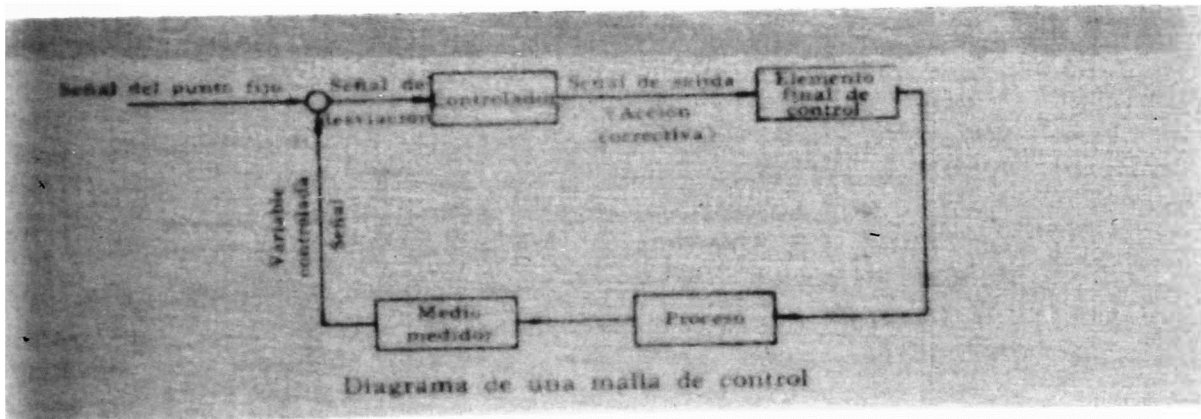 Señal del punto fijo
Señal de
desviación
Controlador
Señal de salida
(Acción
correctiva)
Elemento
final de
control
Variable
controlada
Señal
Medio
medidor
Proceso
Diagrama de una malla de control